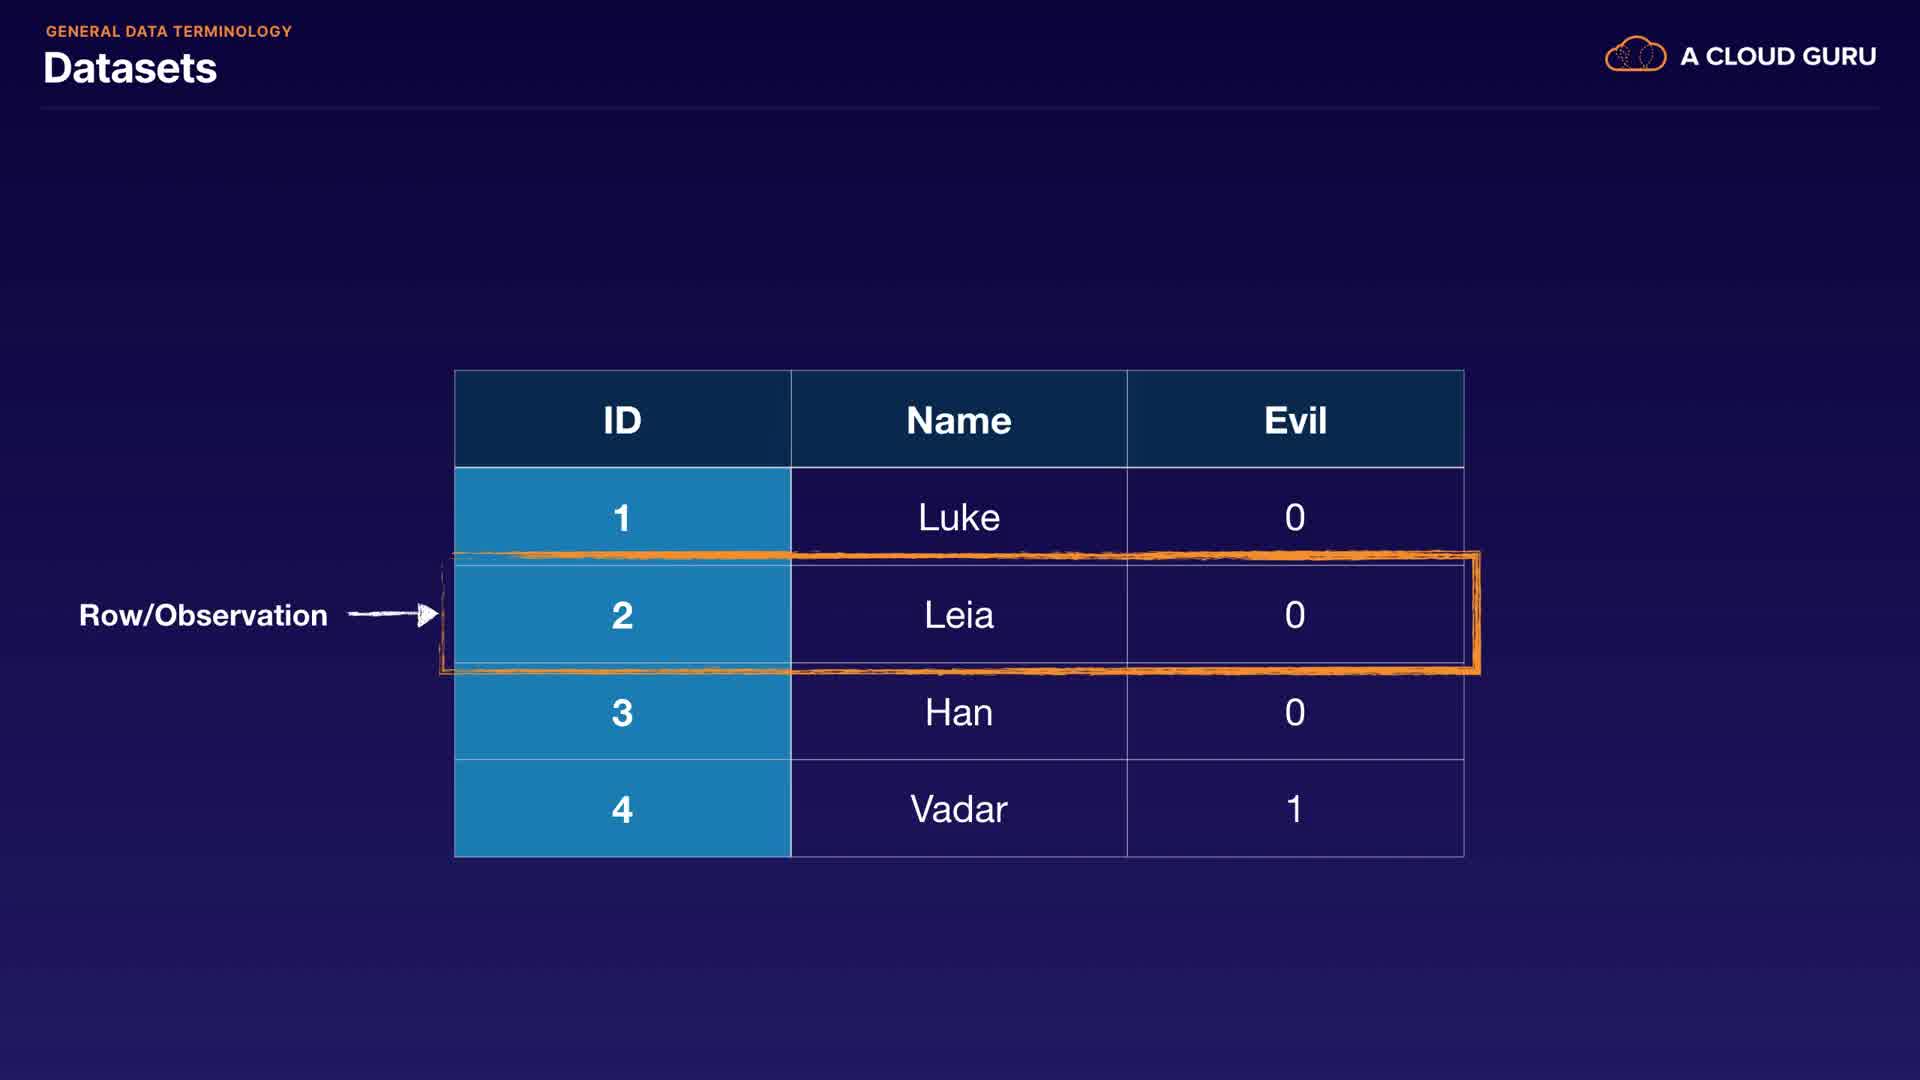 GENERAL DATA TERMINOLOGY
Datasets
A CLOUD GURU
ID Name Evil
1 Luke 0
Row/Observation 2 Leia 0
3 Han 0
4 Vadar 1